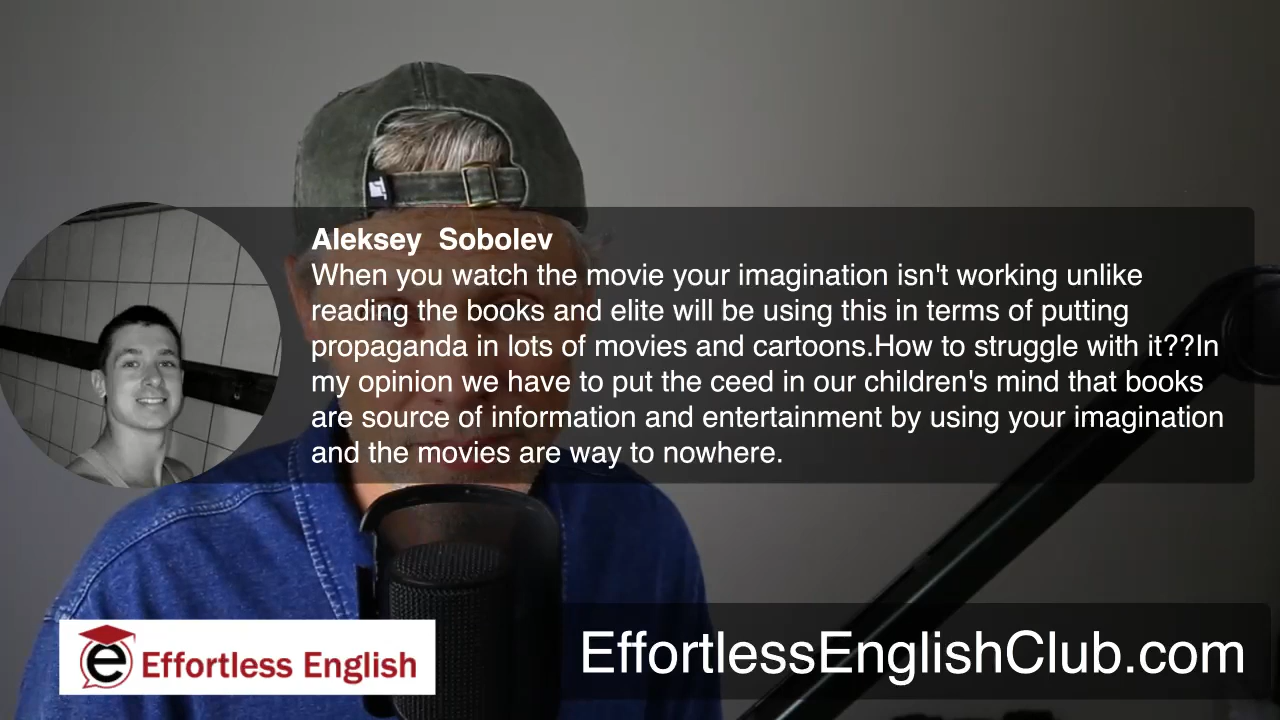 Aleksey Sobolev
When you watch the movie your imagination isn't working unlike
reading the books and elite will be using this in terms of putting
propaganda in lots of movies and cartoons.How to struggle with it??In
my opinion we have to put the ceed in our children's mind that books
are source of information and entertainment by using your imagination
and the movies are way to nowhere.
e Effortless English
EffortlessEnglishClub.com